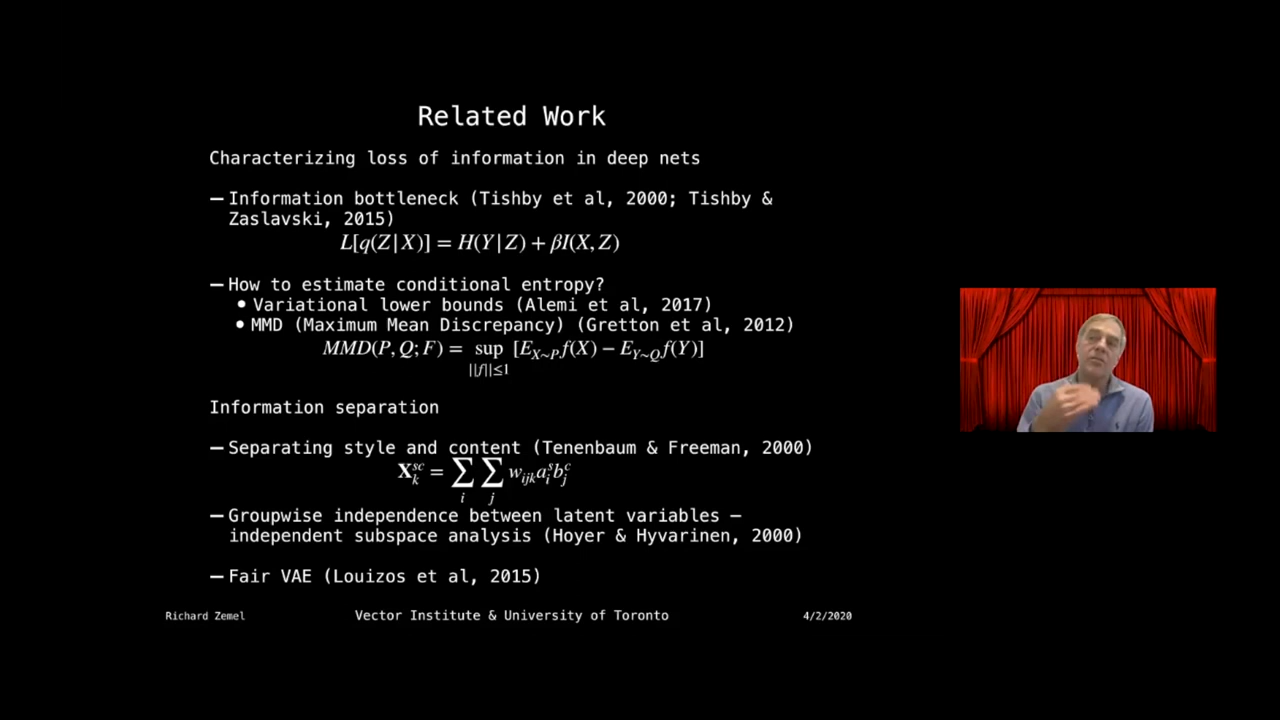 Related Work
Characterizing loss of information in deep nets
– Information bottleneck (Tishby et al, 2000; Tishby &
Zaslavski, 2015)
L[q(Z|X)] = H(Y|Z) + βI(X, Z)
– How to estimate conditional entropy?
• Variational lower bounds (Alemi et al, 2017)
• MMD (Maximum Mean Discrepancy) (Gretton et al, 2012)
MMD(P, Q; F) = sup [E_{X∼P} f(X) − E_{Y∼Q} f(Y)]
||f||≤1
Information separation
– Separating style and content (Tenenbaum & Freeman, 2000)
X_k^{sc} = ∑_i ∑_j w_{ijk} a_i^s b_j^c
– Groupwise independence between latent variables –
independent subspace analysis (Hoyer & Hyvarinen, 2000)
– Fair VAE (Louizos et al, 2015)
Richard Zemel Vector Institute & University of Toronto 4/2/2020